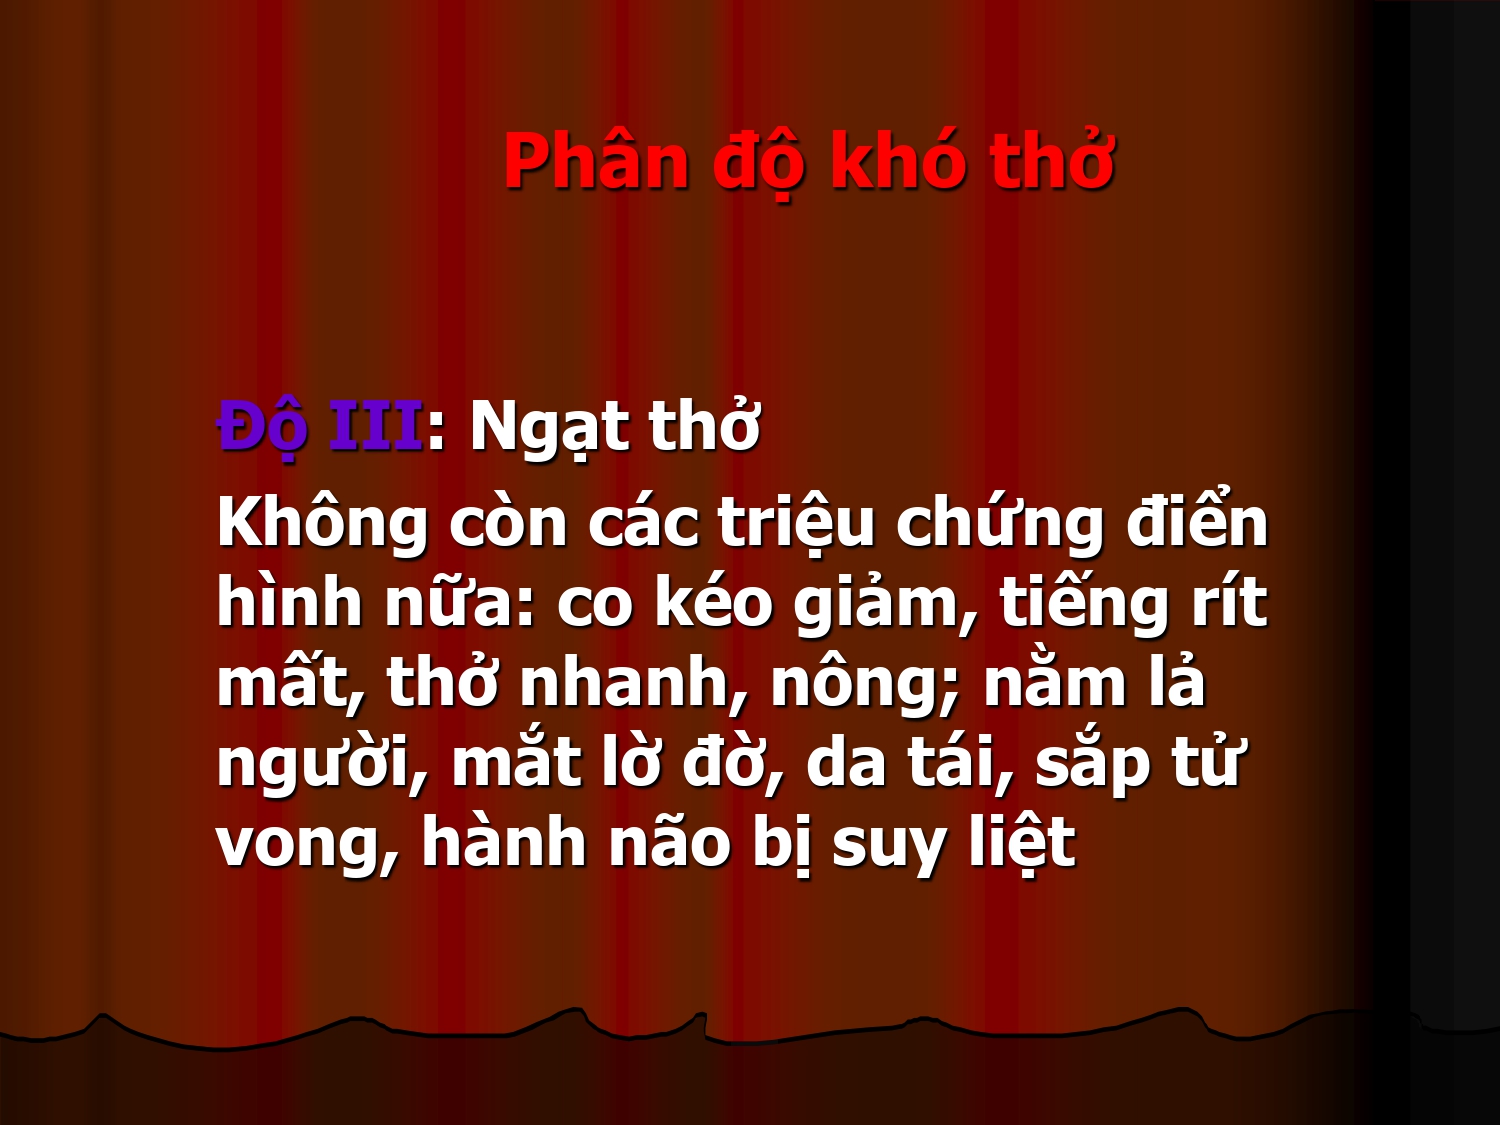 Phân độ khó thở
Độ III: Ngạt thở
Không còn các triệu chứng điển
hình nữa: co kéo giảm, tiếng rít
mất, thở nhanh, nông; nằm lả
người, mắt lờ đờ, da tái, sắp tử
vong, hành não bị suy liệt